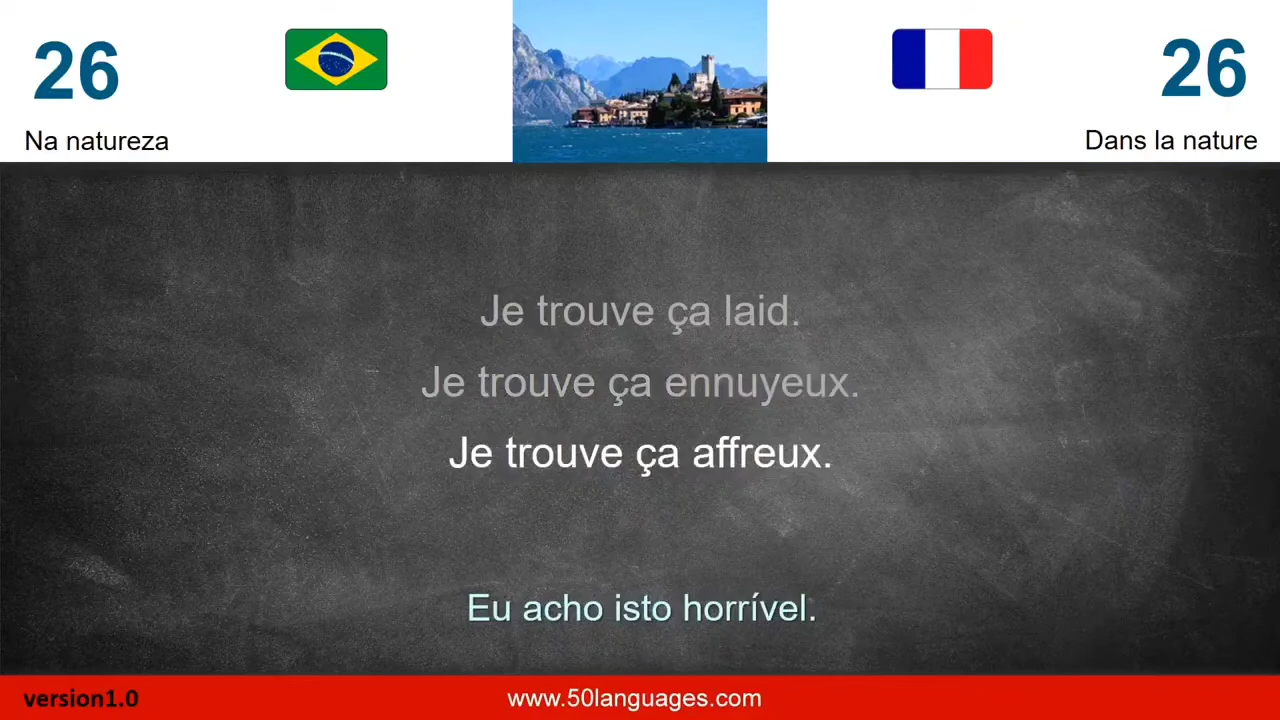 26
26
Na natureza
Dans la nature
Je trouve ça laid.
Je trouve ça ennuyeux.
Je trouve ça affreux.
Eu acho isto horrível.
version1.0
www.50languages.com